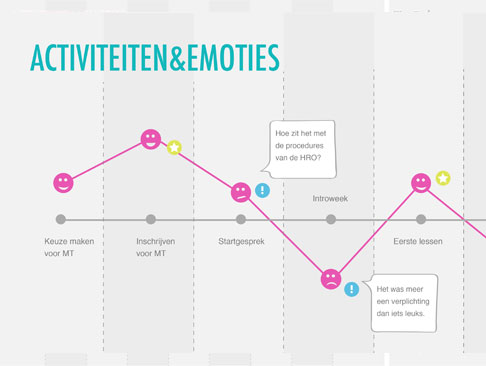 ACTIVITEITEN&EMOTIES
Hoe zit het met
de procedures
van de HRO?
Introweek
Keuze maken
voor MT
Inschrijven
voor MT
Startgesprek
Eerste lessen
Het was meer
een verplichting
dan iets leuks.